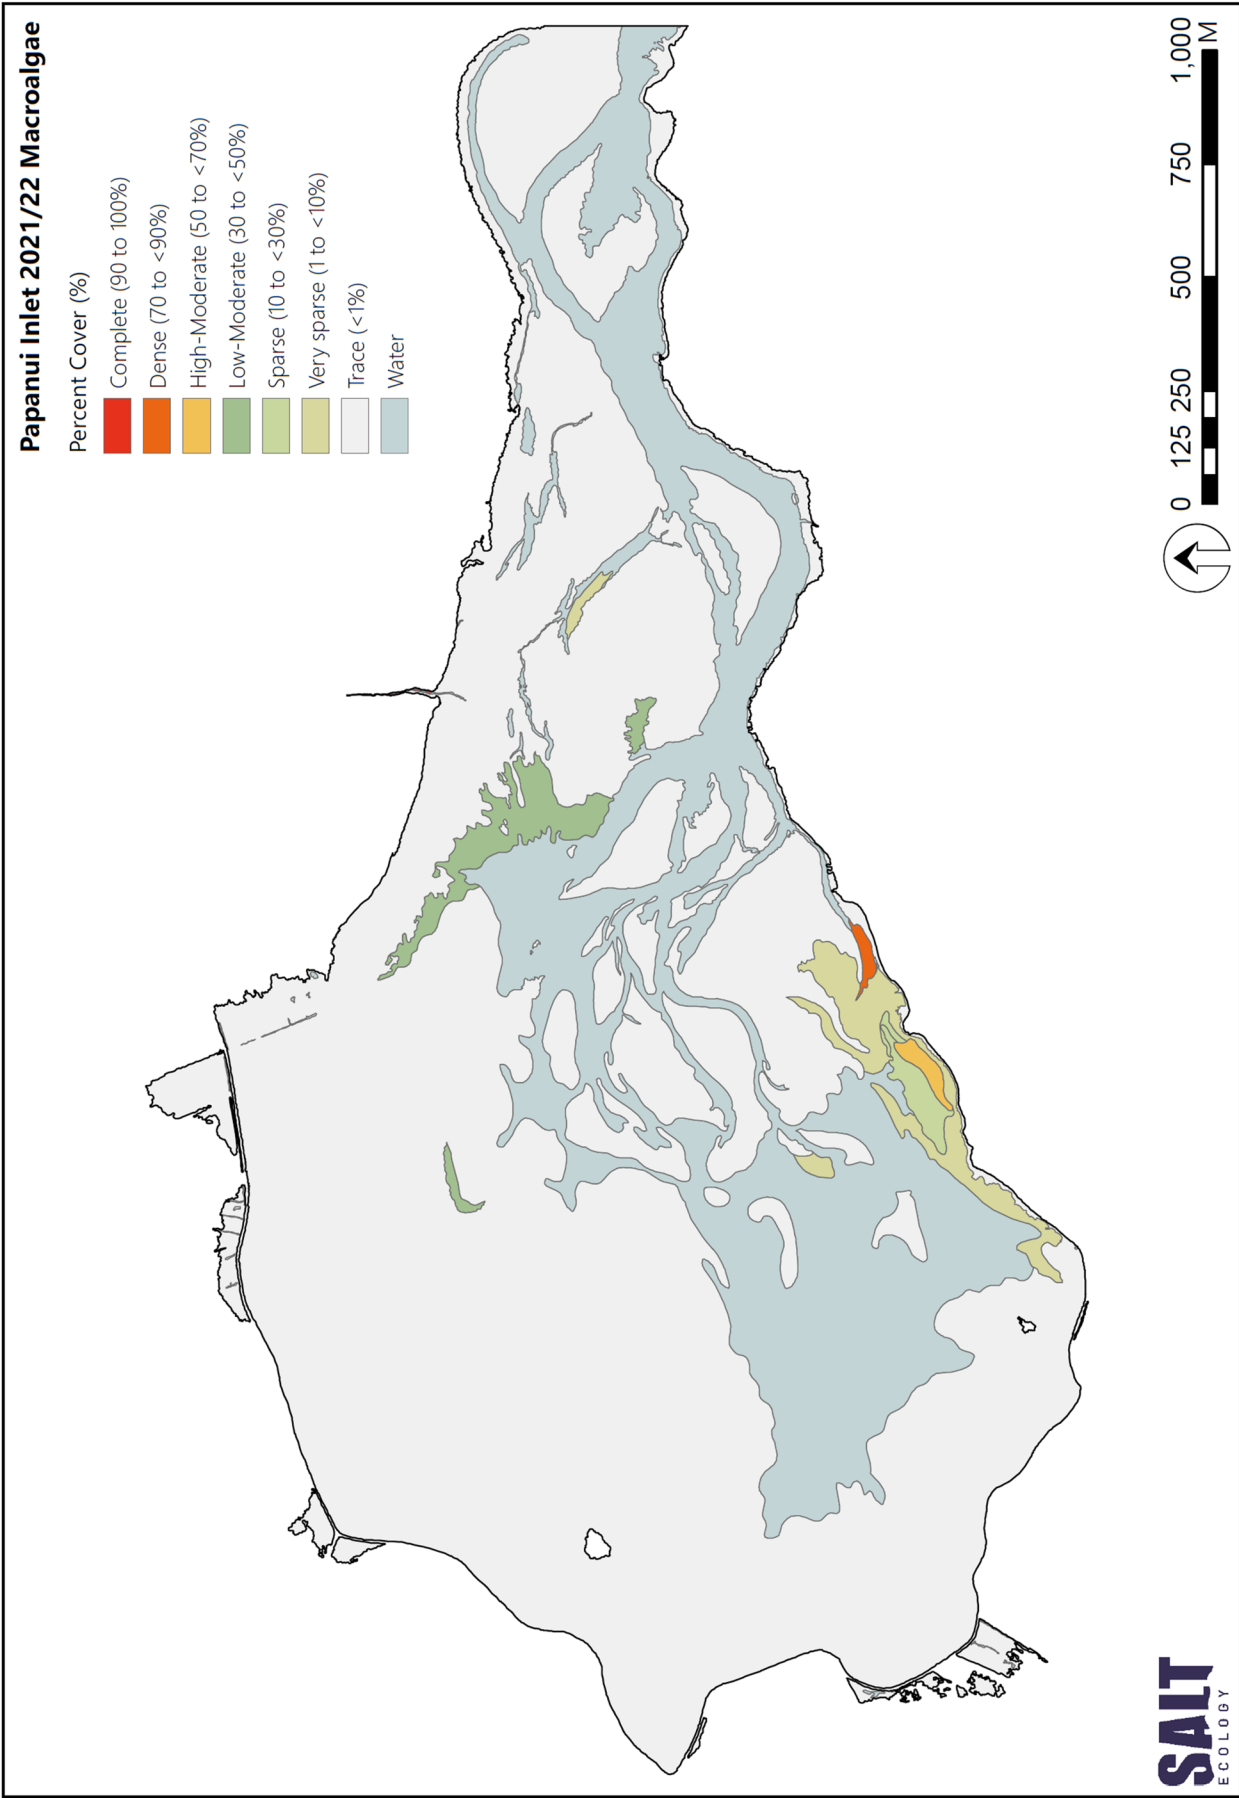 Papanui Inlet 2021/22 Macroalgae
Percent Cover (%)
Complete (90 to 100%)
Dense (70 to <90%)
High-Moderate (50 to <70%)
Low-Moderate (30 to <50%)
Sparse (10 to <30%)
Very sparse (1 to <10%)
Trace (<1%)
Water
SALT
ECOLOGY
0 125 250 500 750 1,000
M